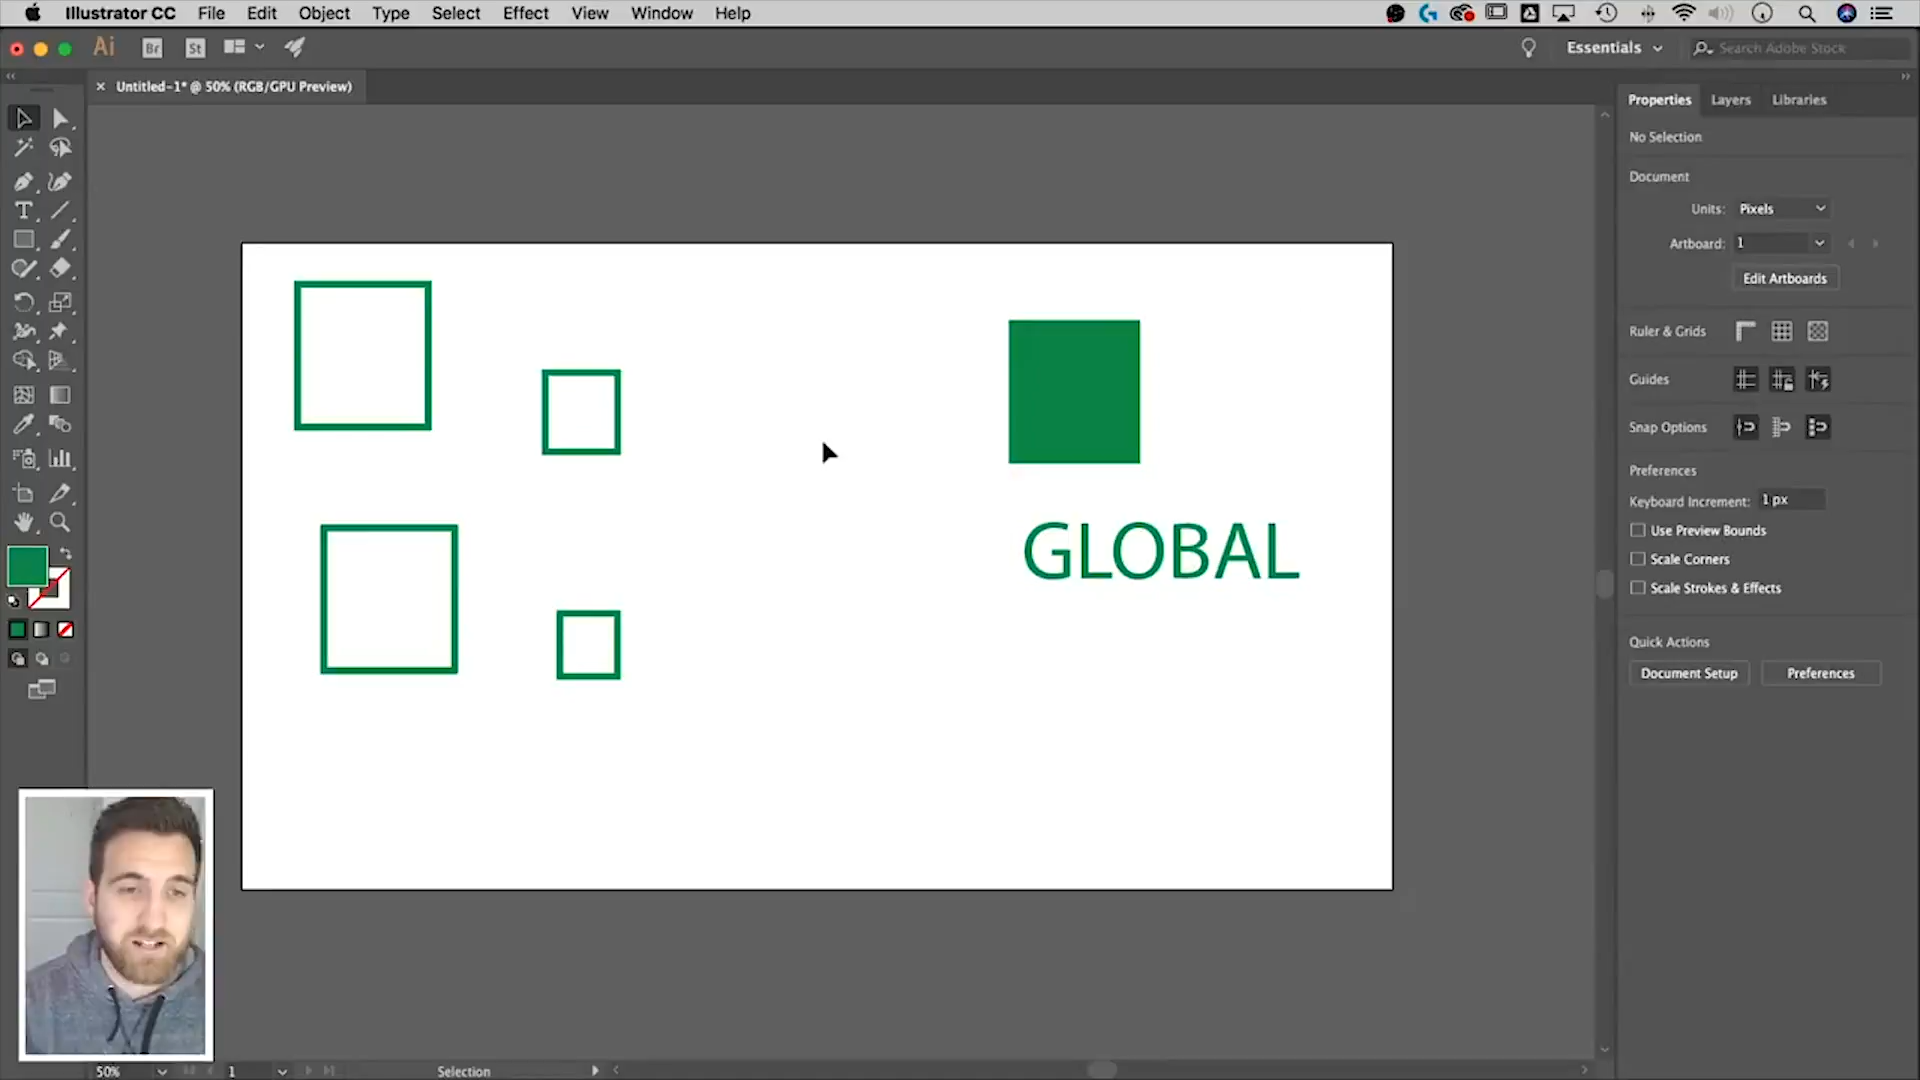 Illustrator CC File Edit Object Type Select Effect View Window Help
Ai Br St Essentials Search Adobe Stock
Untitled-1* @ 50% (RGB/GPU Preview)
Properties Layers Libraries
No Selection
Document
Units: Pixels
Artboard: 1
Edit Artboards
Ruler & Grids
Guides
Snap Options
Preferences
Keyboard Increment: 1 px
Use Preview Bounds
Scale Corners
Scale Strokes & Effects
Quick Actions
Document Setup Preferences
GLOBAL
50% 1 Selection